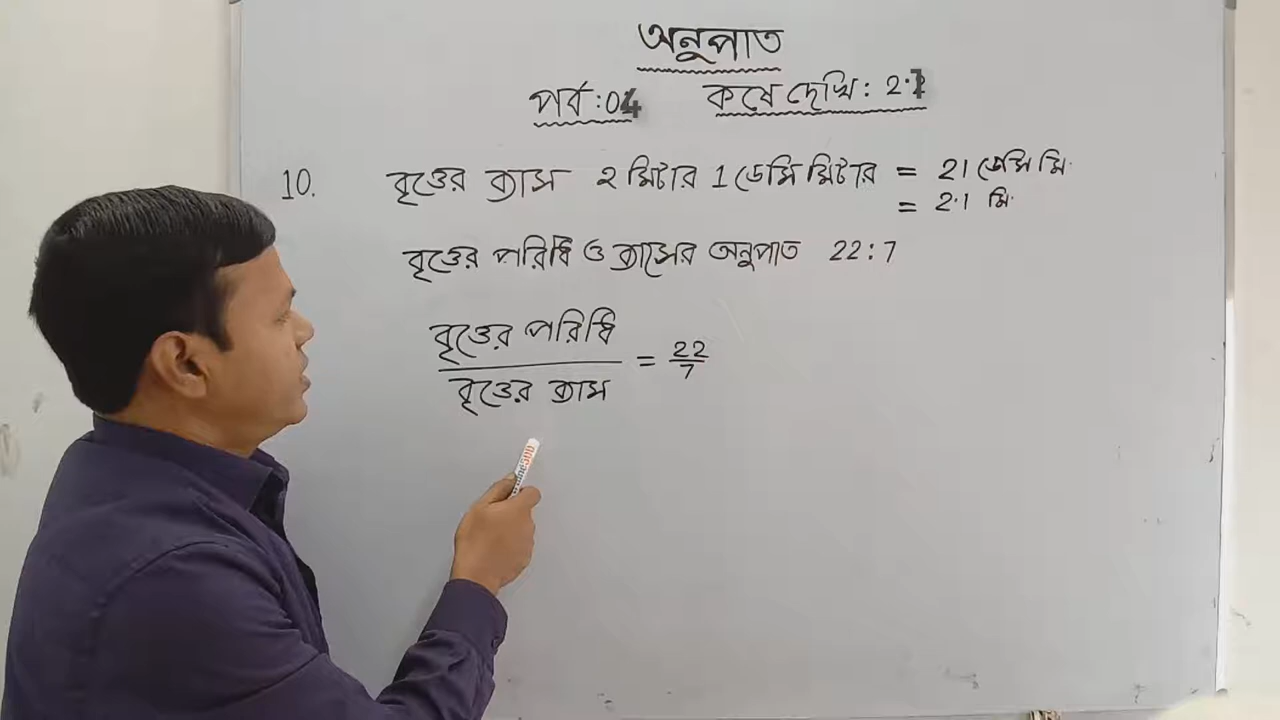 অনুপাত
পর্ব : 04 কষে দেখি : 2.1
10. বৃত্তের ব্যাস 2 মিটার 1 ডেসিমিটার = 21 ডেসি মি.
= 2.1 মি.
বৃত্তের পরিধি ও ব্যাসের অনুপাত 22 : 7
বৃত্তের পরিধি
বৃত্তের ব্যাস
= 22/7